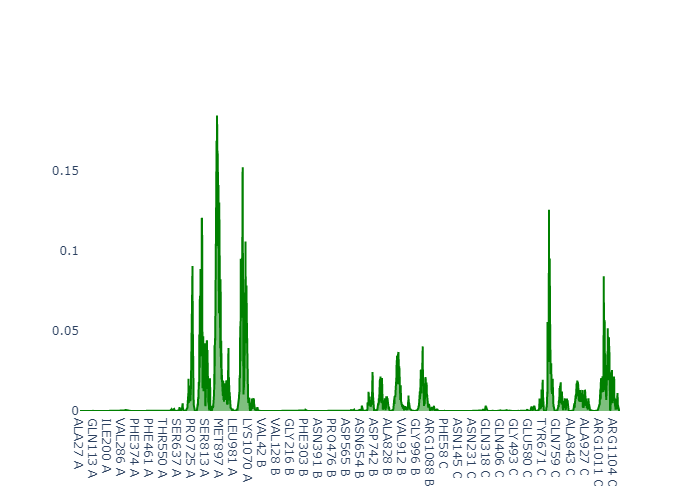 0.15
0.1
0.05
0
ALA27 A
GLN113 A
ILE200 A
VAL286 A
PHE374 A
PHE461 A
THR550 A
SER637 A
PRO725 A
SER813 A
MET897 A
LEU981 A
LYS1070 A
VAL42 B
VAL128 B
GLY216 B
PHE303 B
ASN391 B
PRO476 B
ASP565 B
ASN654 B
ASP742 B
ALA828 B
VAL912 B
GLY996 B
ARG1088 B
PHE58 C
ASN145 C
ASN231 C
GLN318 C
GLN406 C
GLY493 C
GLU580 C
TYR671 C
GLN759 C
ALA843 C
ALA927 C
ARG1011 C
ARG1104 C